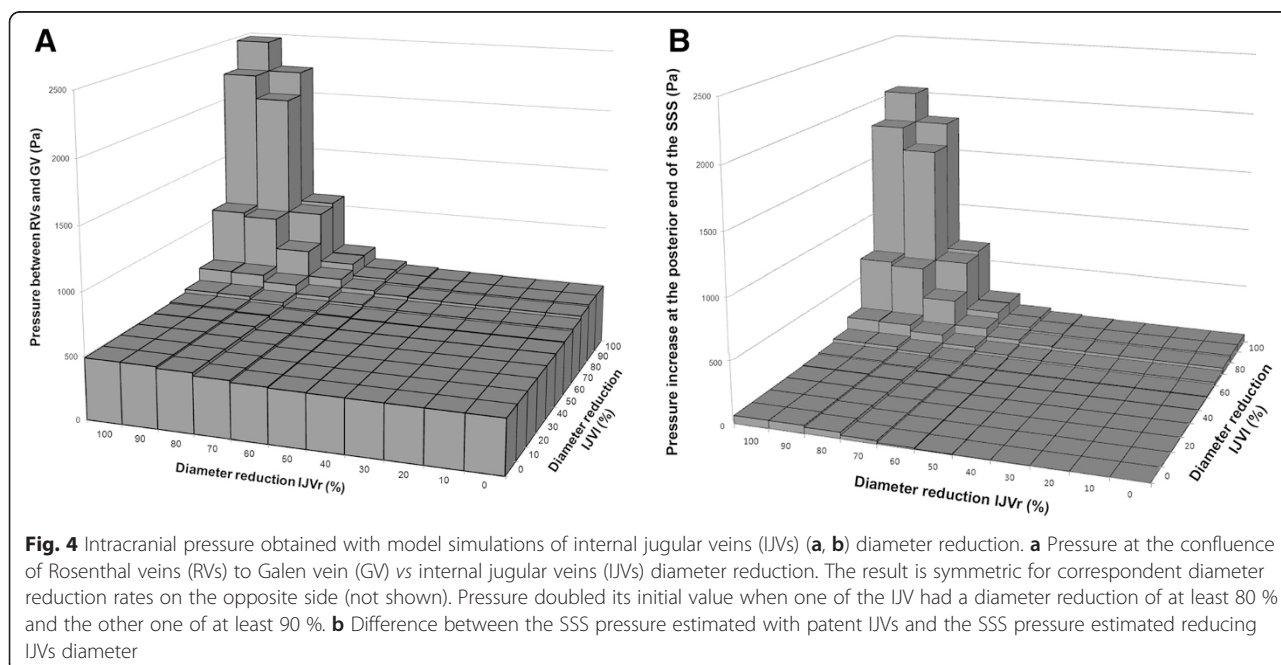 A
Pressure between RVs and GV (Pa)
2500
2000
1500
1000
500
0
100 90 80 70 60 50 40 30 20 10 0
Diameter reduction IJVr (%)
0 10 20 30 40 50 60 70 80 90 100
Diameter reduction
IJVl (%)
B
Pressure increase at the posterior end of the SSS (Pa)
2500
2000
1500
1000
500
0
100 90 80 70 60 50 40 30 20 10 0
Diameter reduction IJVr (%)
0 20 40 60 80 100
Diameter reduction
IJVl (%)
Fig. 4 Intracranial pressure obtained with model simulations of internal jugular veins (IJVs) (a, b) diameter reduction. a Pressure at the confluence
of Rosenthal veins (RVs) to Galen vein (GV) vs internal jugular veins (IJVs) diameter reduction. The result is symmetric for correspondent diameter
reduction rates on the opposite side (not shown). Pressure doubled its initial value when one of the IJV had a diameter reduction of at least 80 %
and the other one of at least 90 %. b Difference between the SSS pressure estimated with patent IJVs and the SSS pressure estimated reducing
IJVs diameter